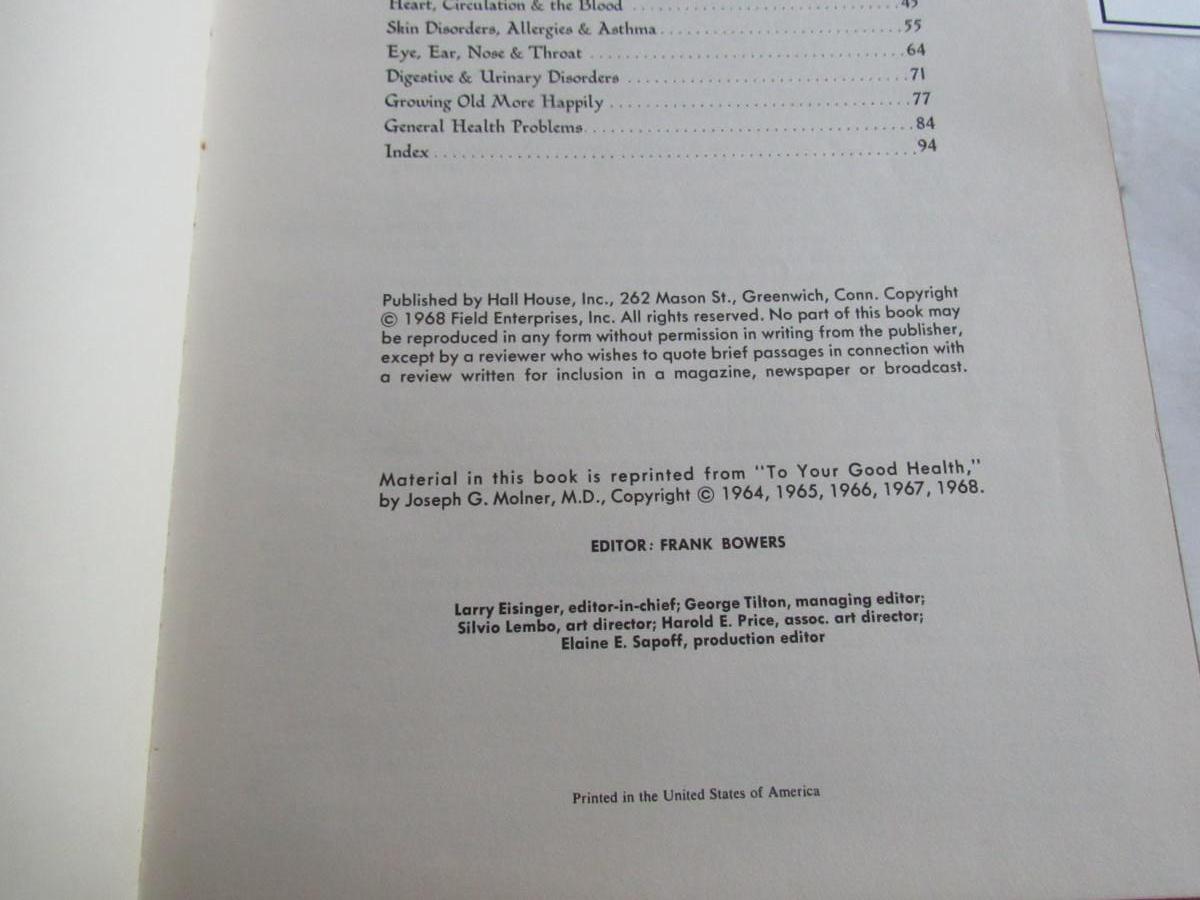 Heart, Circulation & the Blood ........................ 45
Skin Disorders, Allergies & Asthma ........................ 55
Eye, Ear, Nose & Throat ........................ 64
Digestive & Urinary Disorders ........................ 71
Growing Old More Happily ........................ 77
General Health Problems ........................ 84
Index ........................ 94
Published by Hall House, Inc., 262 Mason St., Greenwich, Conn. Copyright
© 1968 Field Enterprises, Inc. All rights reserved. No part of this book may
be reproduced in any form without permission in writing from the publisher,
except by a reviewer who wishes to quote brief passages in connection with
a review written for inclusion in a magazine, newspaper or broadcast.
Material in this book is reprinted from "To Your Good Health,"
by Joseph G. Molner, M.D., Copyright © 1964, 1965, 1966, 1967, 1968.
EDITOR: FRANK BOWERS
Larry Eisinger, editor-in-chief; George Tilton, managing editor;
Silvio Lembo, art director; Harold E. Price, assoc. art director;
Elaine E. Sapoff, production editor
Printed in the United States of America